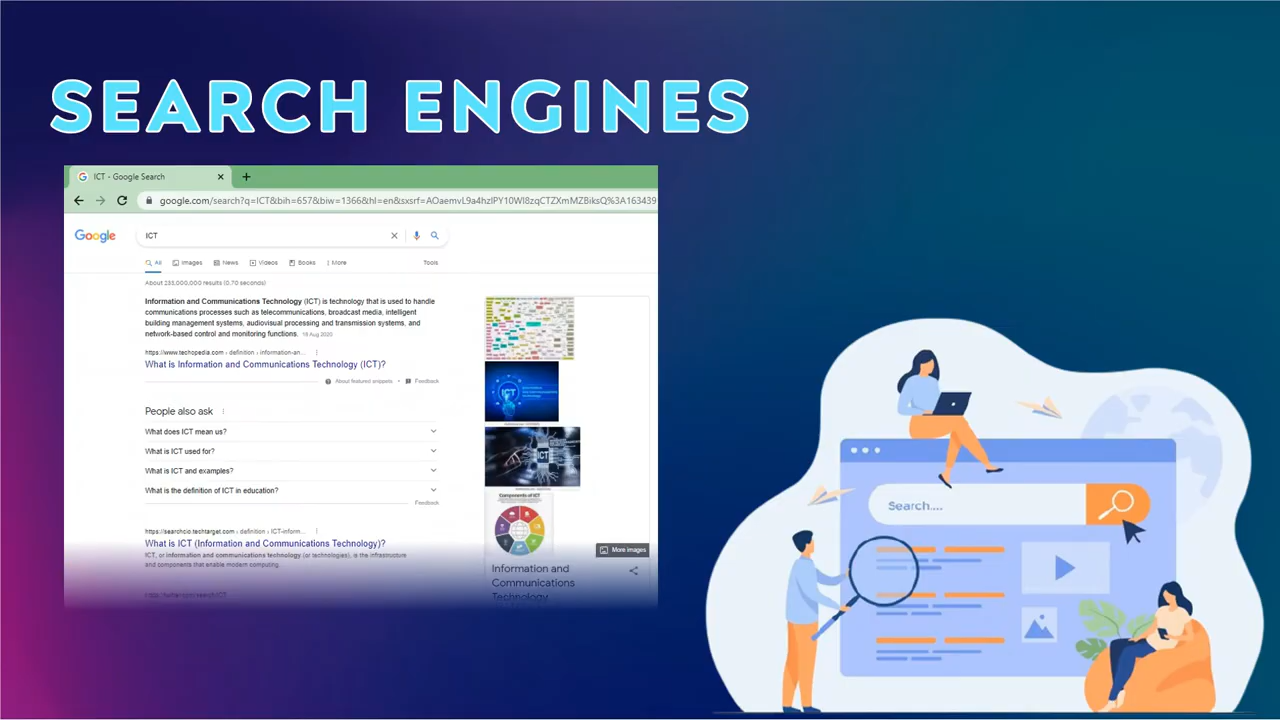 SEARCH ENGINES
ICT - Google Search
google.com/search?q=ICT&bih=657&biw=1366&hl=en&sxsrf=AOaemvL9a4hzIPY10WI8zqCTZXmMZBiksQ%3A163439
Google
ICT
All Images News Videos Books More Tools
About 233,000,000 results (0.70 seconds)
Information and Communications Technology (ICT) is technology that is used to handle
communications processes such as telecommunications, broadcast media, intelligent
building management systems, audiovisual processing and transmission systems, and
network-based control and monitoring functions. 18 Aug 2020
https://www.techopedia.com › definition › information-an...
What is Information and Communications Technology (ICT)?
About featured snippets • Feedback
People also ask
What does ICT mean us?
What is ICT used for?
What is ICT and examples?
What is the definition of ICT in education?
Feedback
https://searchcio.techtarget.com › definition › ICT-inform...
What is ICT (Information and Communications Technology)?
ICT, or information and communications technology (or technologies), is the infrastructure
and components that enable modern computing.
ICT
ICT
Components of ICT
More images
Information and
Communications
Technology
Search....